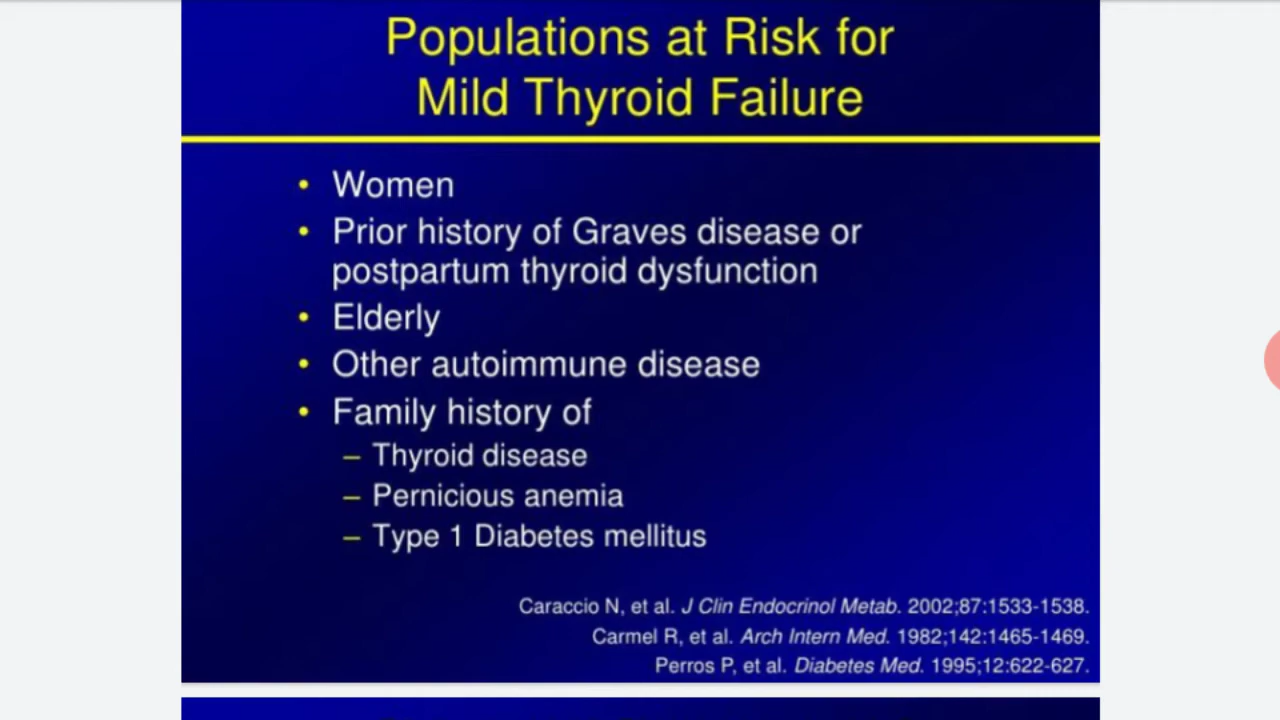 Populations at Risk for
Mild Thyroid Failure
• Women
• Prior history of Graves disease or
postpartum thyroid dysfunction
• Elderly
• Other autoimmune disease
• Family history of
– Thyroid disease
– Pernicious anemia
– Type 1 Diabetes mellitus
Caraccio N, et al. J Clin Endocrinol Metab. 2002;87:1533-1538.
Carmel R, et al. Arch Intern Med. 1982;142:1465-1469.
Perros P, et al. Diabetes Med. 1995;12:622-627.